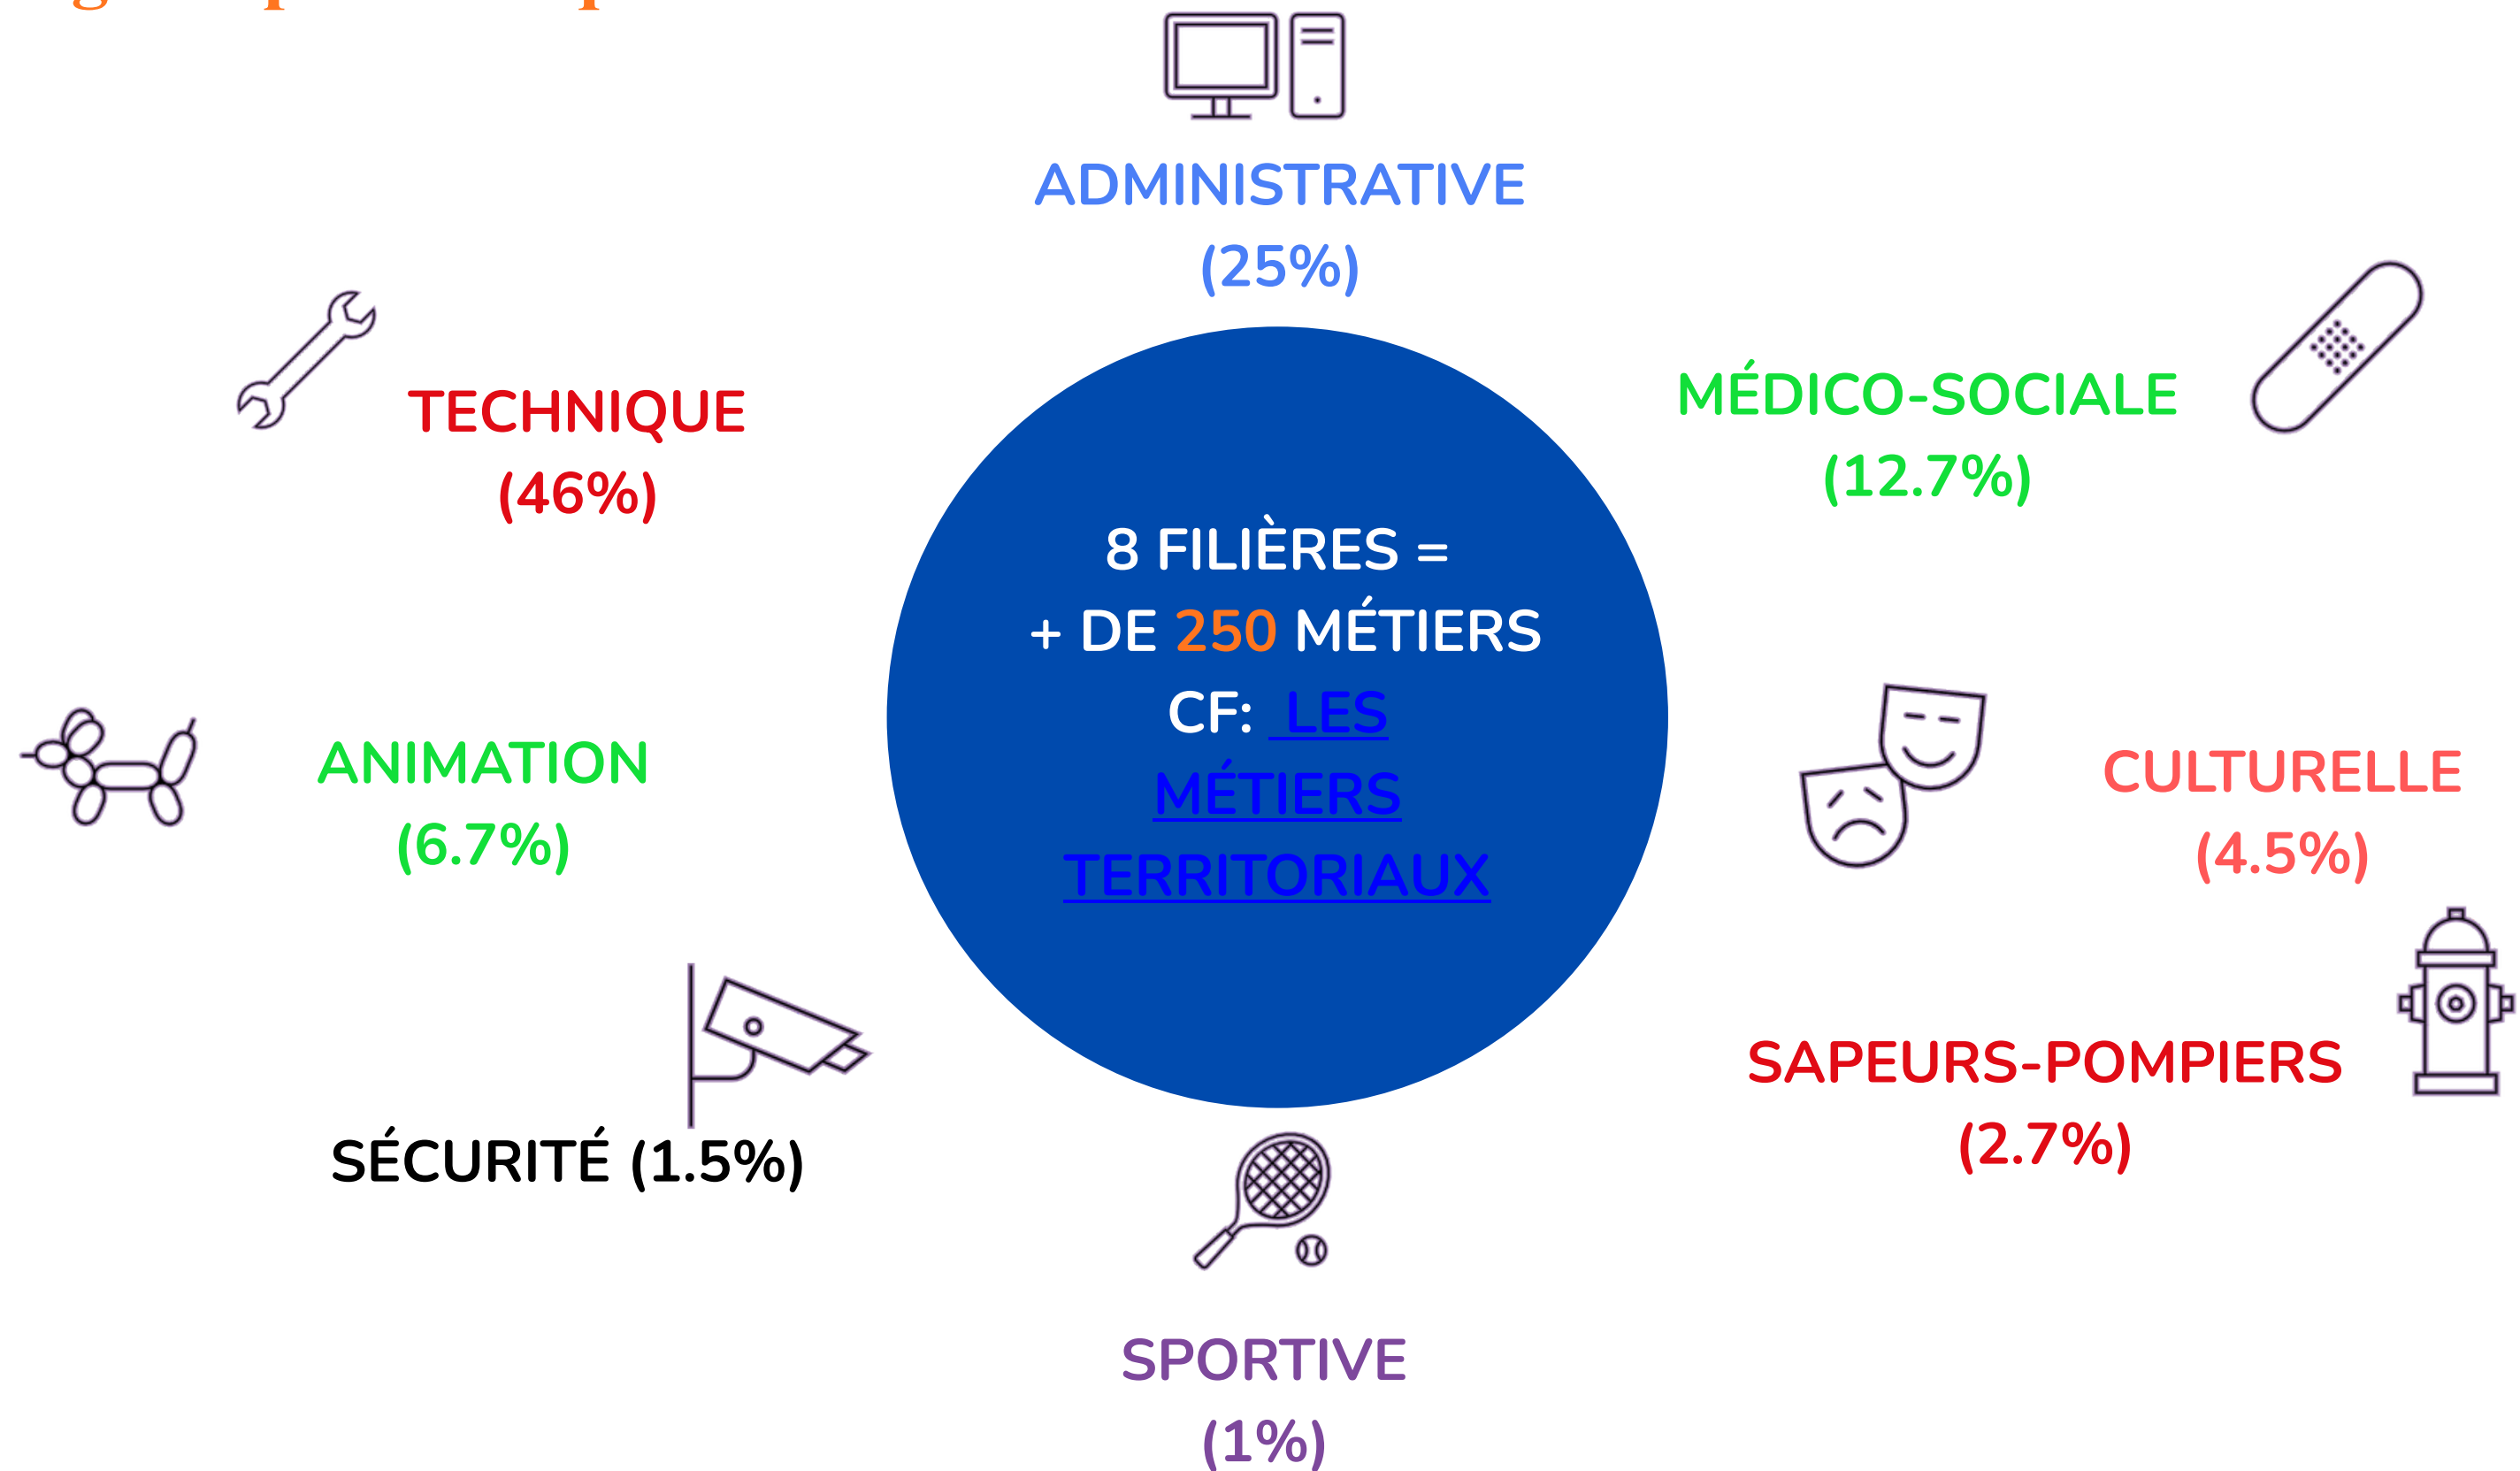 ADMINISTRATIVE
(25%)
TECHNIQUE
(46%)
MÉDICO-SOCIALE
(12.7%)
8 FILIÈRES =
+ DE 250 MÉTIERS
CF: LES
MÉTIERS
TERRITORIAUX
ANIMATION
(6.7%)
CULTURELLE
(4.5%)
SÉCURITÉ (1.5%)
SAPEURS-POMPIERS
(2.7%)
SPORTIVE
(1%)